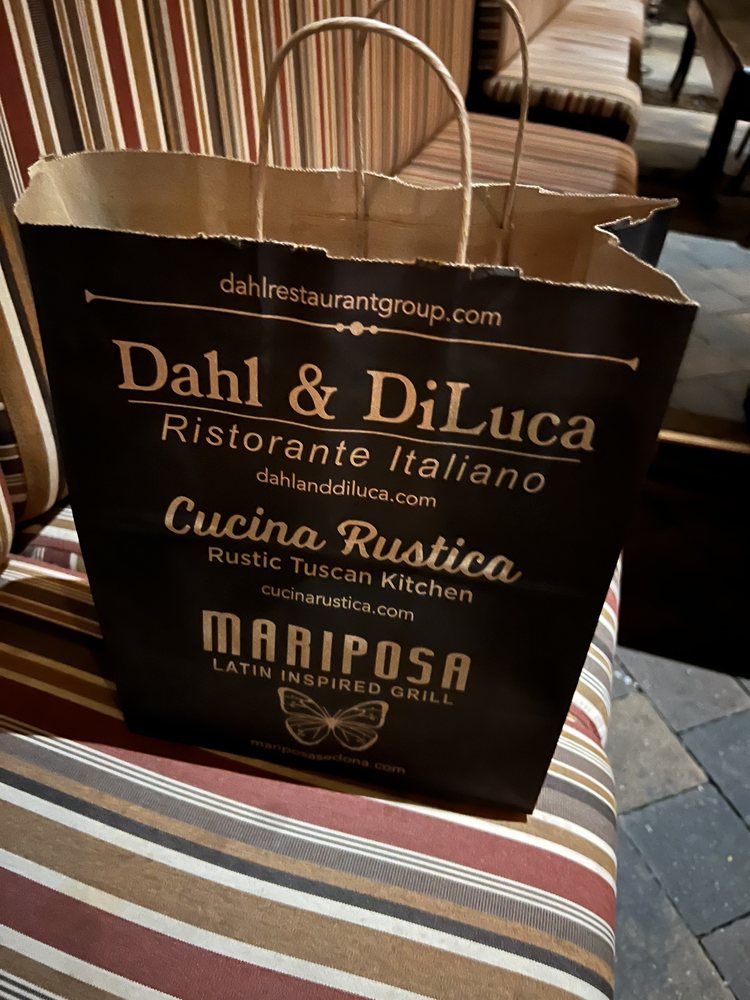 dahlrestaurantgroup.com
Dahl & DiLuca
Ristorante Italiano
dahlanddiluca.com
Cucina Rustica
Rustic Tuscan Kitchen
cucinarustica.com
MARIPOSA
LATIN INSPIRED GRILL
mariposasedona.com